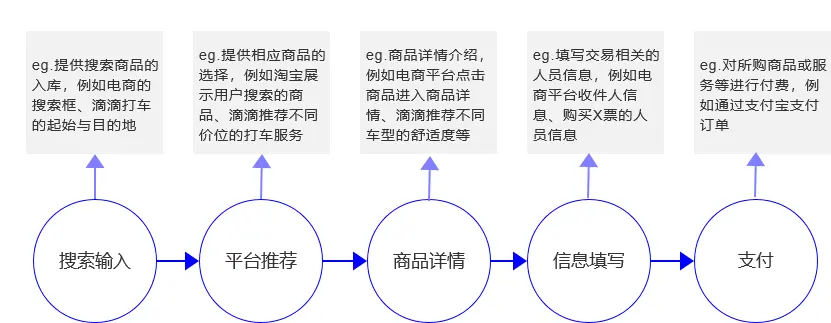 eg.提供搜索商品的
入库，例如电商的
搜索框、滴滴打车
的起始与目的地
eg.提供相应商品的
选择，例如淘宝展
示用户搜索的商
品、滴滴推荐不同
价位的打车服务
eg.商品详情介绍，
例如电商平台点击
商品进入商品详
情、滴滴推荐不同
车型的舒适度等
eg.填写交易相关的
人员信息，例如电
商平台收件人信
息、购买X票的人
员信息
eg.对所购商品或服
务等进行付费，例
如通过支付宝支付
订单
搜索输入
平台推荐
商品详情
信息填写
支付